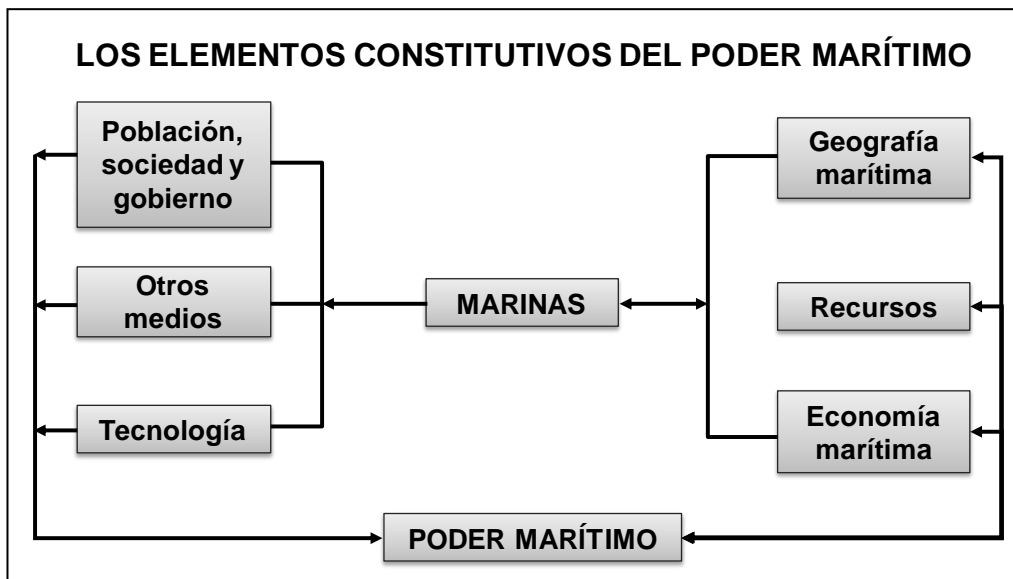 LOS ELEMENTOS CONSTITUTIVOS DEL PODER MARÍTIMO
Población,
sociedad y
gobierno
Otros
medios
Tecnología
MARINAS
Geografía
marítima
Recursos
Economía
marítima
PODER MARÍTIMO